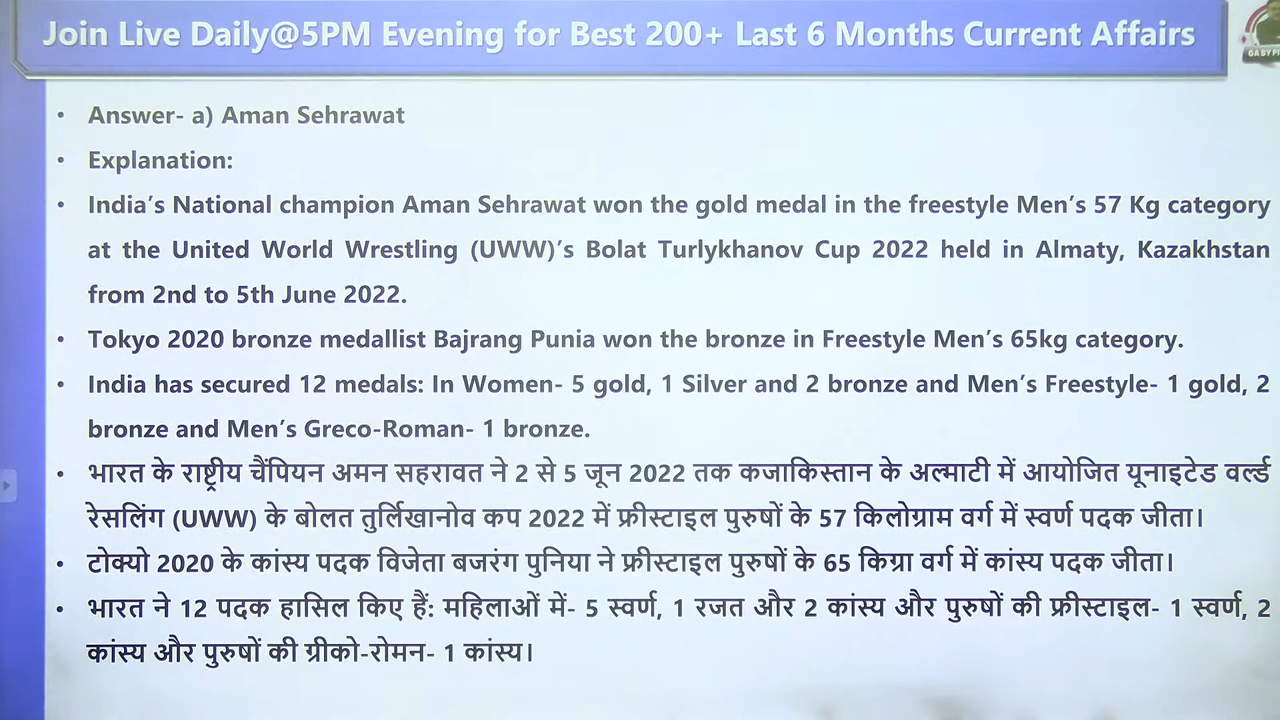 Join Live Daily@5PM Evening for Best 200+ Last 6 Months Current Affairs
• Answer- a) Aman Sehrawat
• Explanation:
• India’s National champion Aman Sehrawat won the gold medal in the freestyle Men’s 57 Kg category
at the United World Wrestling (UWW)’s Bolat Turlykhanov Cup 2022 held in Almaty, Kazakhstan
from 2nd to 5th June 2022.
• Tokyo 2020 bronze medallist Bajrang Punia won the bronze in Freestyle Men’s 65kg category.
• India has secured 12 medals: In Women- 5 gold, 1 Silver and 2 bronze and Men’s Freestyle- 1 gold, 2
bronze and Men’s Greco-Roman- 1 bronze.
• भारत के राष्ट्रीय चैंपियन अमन सहरावत ने 2 से 5 जून 2022 तक कजाकिस्तान के अल्माटी में आयोजित यूनाइटेड वर्ल्ड
रेसलिंग (UWW) के बोलत तुर्लिखानोव कप 2022 में फ्रीस्टाइल पुरुषों के 57 किलोग्राम वर्ग में स्वर्ण पदक जीता।
• टोक्यो 2020 के कांस्य पदक विजेता बजरंग पुनिया ने फ्रीस्टाइल पुरुषों के 65 किग्रा वर्ग में कांस्य पदक जीता।
• भारत ने 12 पदक हासिल किए हैं: महिलाओं में- 5 स्वर्ण, 1 रजत और 2 कांस्य और पुरुषों की फ्रीस्टाइल- 1 स्वर्ण, 2
कांस्य और पुरुषों की ग्रीको-रोमन- 1 कांस्य।